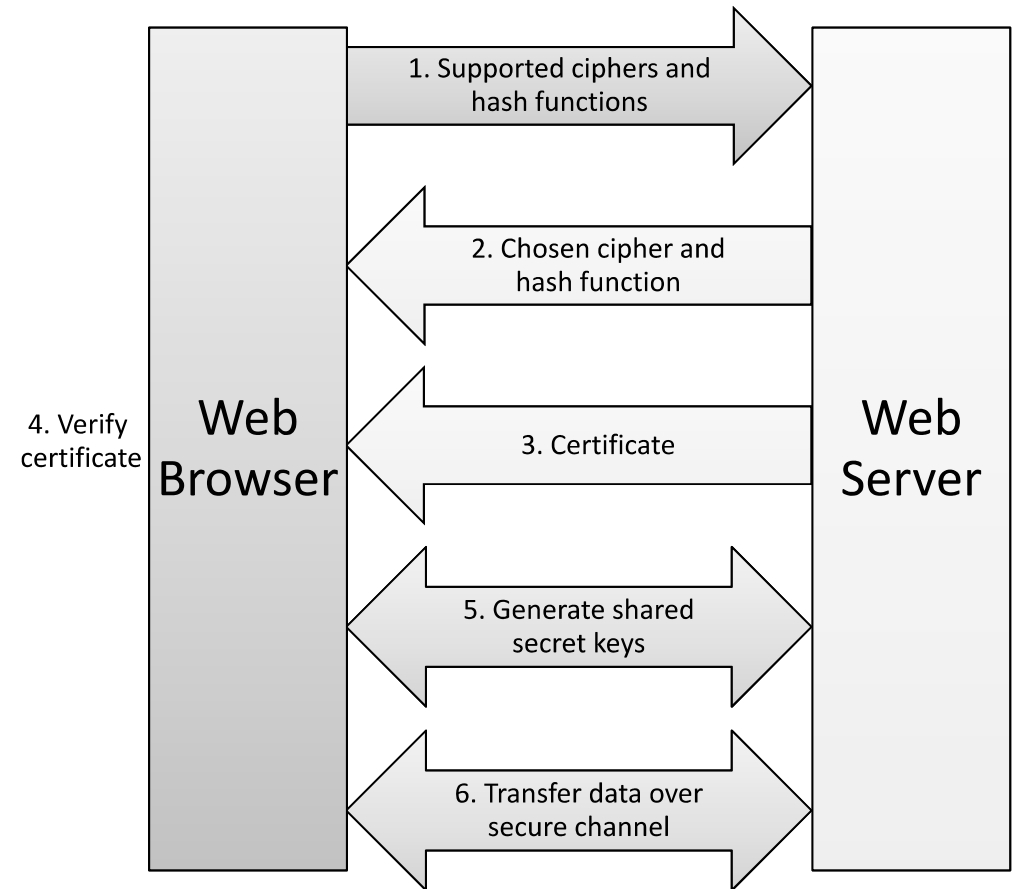 1. Supported ciphers and
hash functions
2. Chosen cipher and
hash function
3. Certificate
4. Verify
certificate
Web
Browser
Web
Server
5. Generate shared
secret keys
6. Transfer data over
secure channel